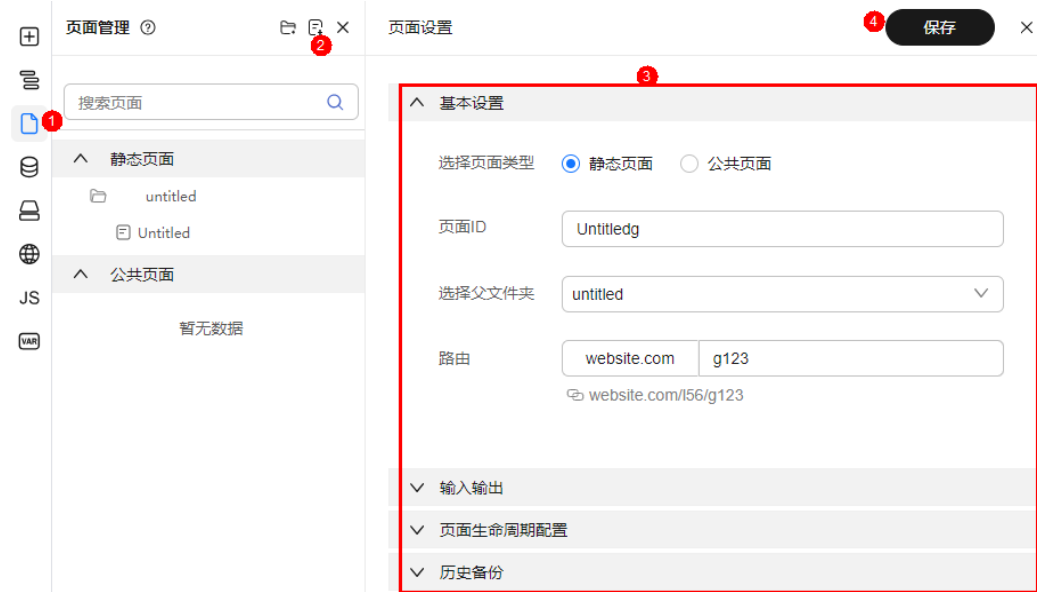 页面管理
2
页面设置
4
保存
3
搜索页面
1
基本设置
静态页面
选择页面类型
静态页面
公共页面
untitled
Untitled
页面ID
Untitledg
公共页面
JS
选择父文件夹
untitled
暂无数据
VAR
路由
website.com
g123
website.com/l56/g123
输入输出
页面生命周期配置
历史备份